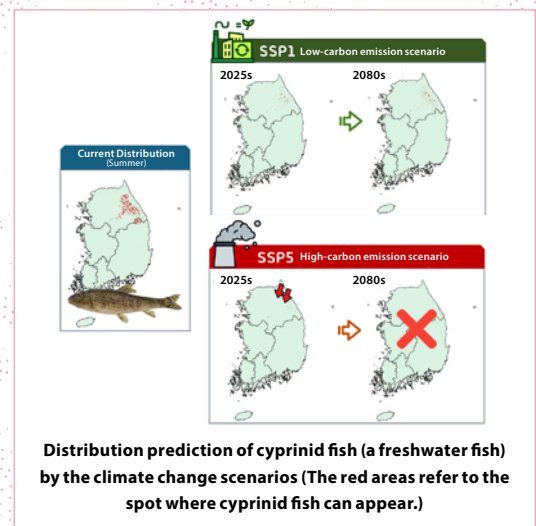 SSP1 Low-carbon emission scenario
2025s
2080s
Current Distribution
(Summer)
SSP5 High-carbon emission scenario
2025s
2080s
Distribution prediction of cyprinid fish (a freshwater fish)
by the climate change scenarios (The red areas refer to the
spot where cyprinid fish can appear.)